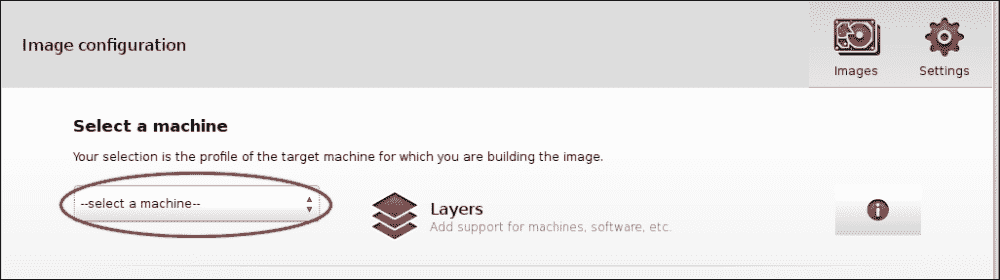 Image configuration
Images
Settings
Select a machine
Your selection is the profile of the target machine for which you are building the image.
--select a machine--
Layers
Add support for machines, software, etc.